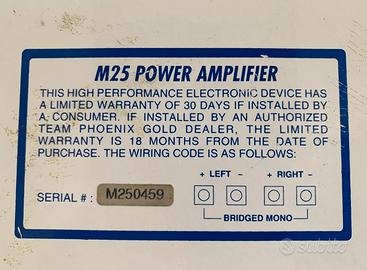 M25 POWER AMPLIFIER
THIS HIGH PERFORMANCE ELECTRONIC DEVICE HAS
A LIMITED WARRANTY OF 30 DAYS IF INSTALLED BY
A CONSUMER. IF INSTALLED BY AN AUTHORIZED
TEAM PHOENIX GOLD DEALER, THE LIMITED
WARRANTY IS 18 MONTHS FROM THE DATE OF
PURCHASE. THE WIRING CODE IS AS FOLLOWS:
+ LEFT - + RIGHT -
SERIAL # : M250459
BRIDGED MONO
subito